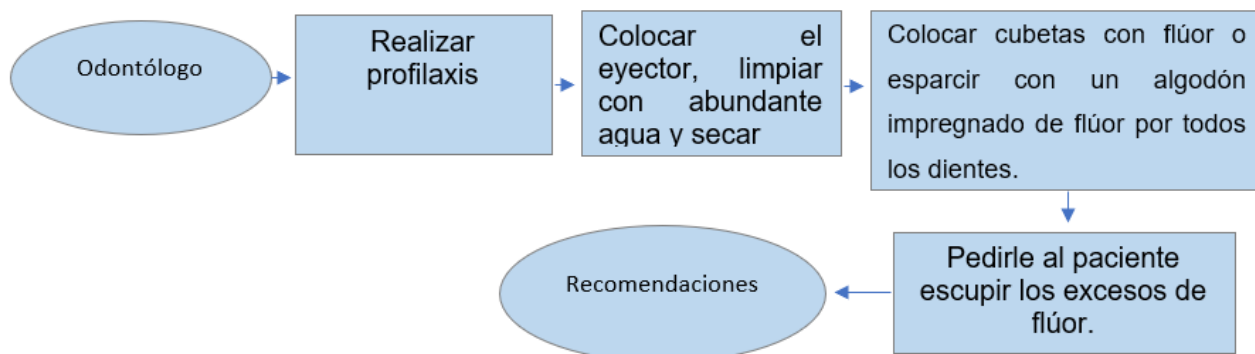 Odontólogo
Realizar
profilaxis
Colocar el
eyector, limpiar
con abundante
agua y secar
Colocar cubetas con flúor o
esparcir con un algodón
impregnado de flúor por todos
los dientes.
Pedirle al paciente
escupir los excesos de
flúor.
Recomendaciones